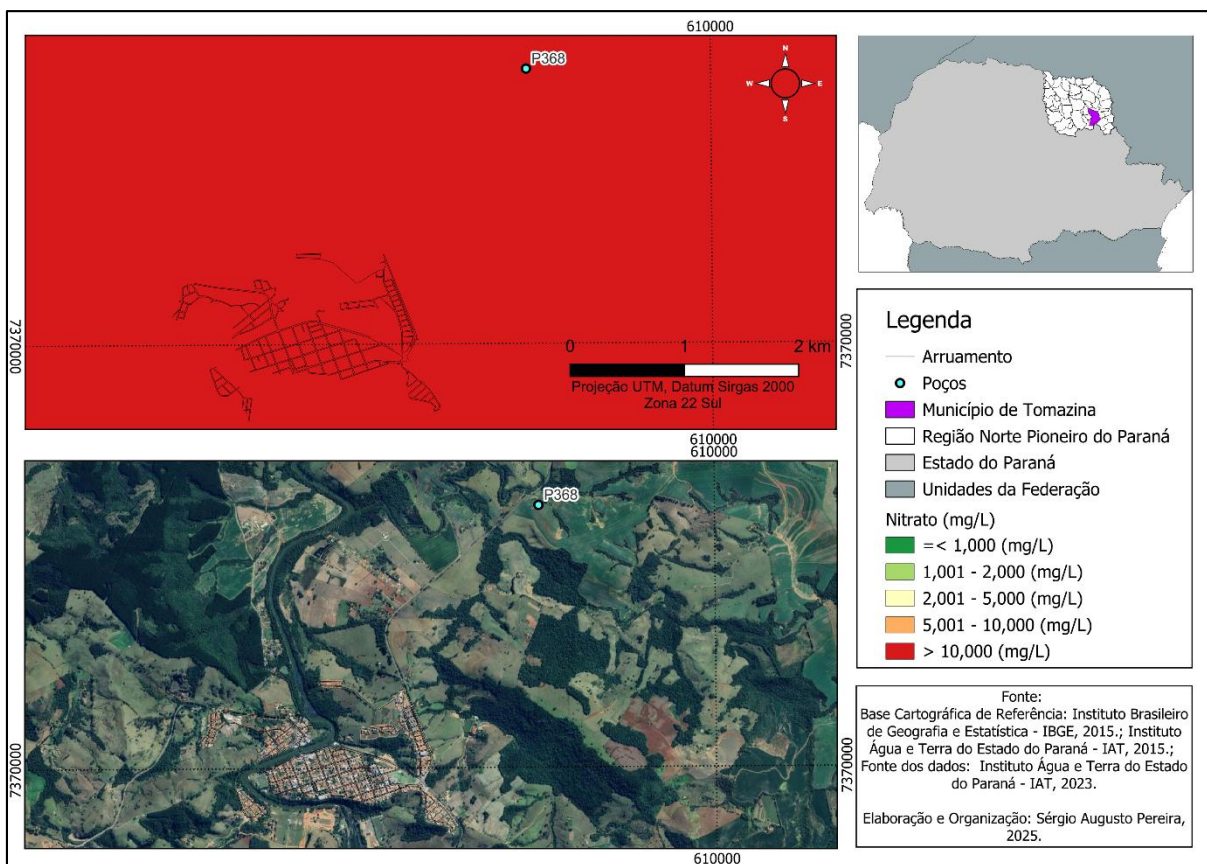 610000
P368
N
W
E
S
7370000
7370000
0
1
2 km
Projeção UTM, Datum Sirgas 2000
Zona 22 Sul
610000
610000
P368
7370000
7370000
610000
Legenda
Arruamento
Poços
Município de Tomazina
Região Norte Pioneiro do Paraná
Estado do Paraná
Unidades da Federação
Nitrato (mg/L)
=< 1,000 (mg/L)
1,001 - 2,000 (mg/L)
2,001 - 5,000 (mg/L)
5,001 - 10,000 (mg/L)
> 10,000 (mg/L)
Fonte:
Base Cartográfica de Referência: Instituto Brasileiro
de Geografia e Estatística - IBGE, 2015.; Instituto
Água e Terra do Estado do Paraná - IAT, 2015.;
Fonte dos dados: Instituto Água e Terra do Estado
do Paraná - IAT, 2023.
Elaboração e Organização: Sérgio Augusto Pereira,
2025.